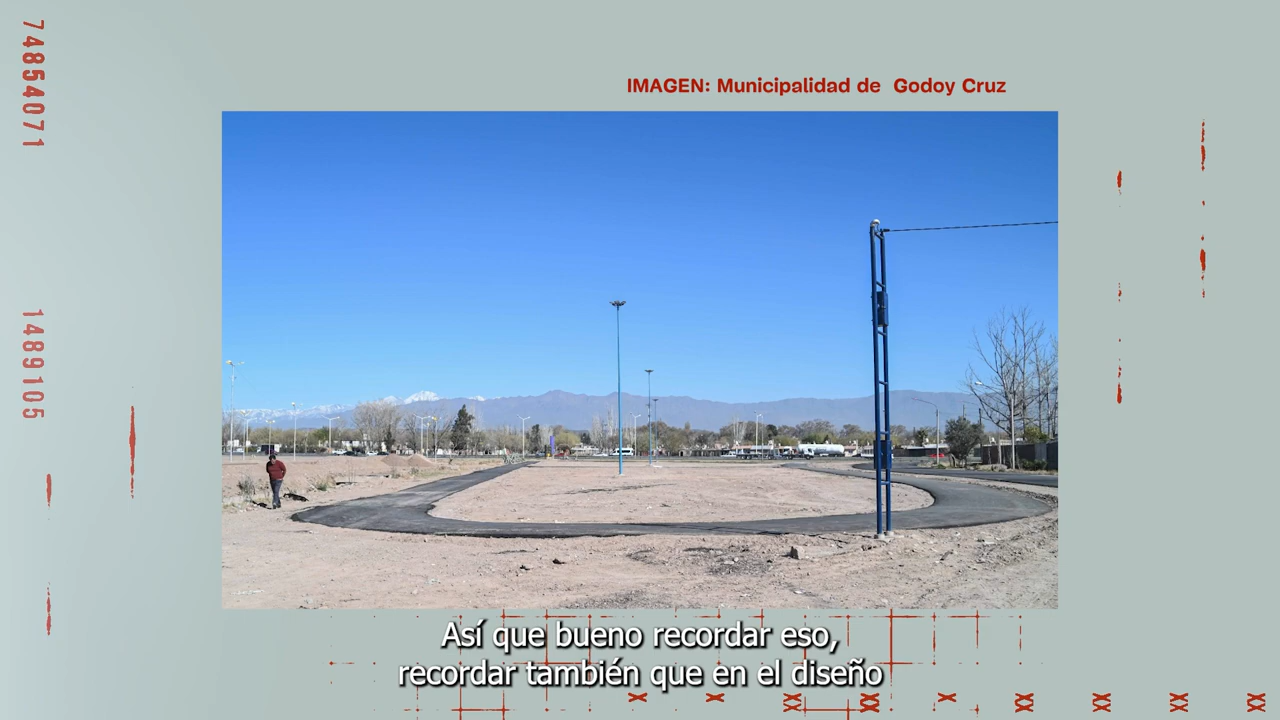 74854071
1489105
IMAGEN: Municipalidad de Godoy Cruz
Así que bueno recordar eso,
recordar también que en el diseño